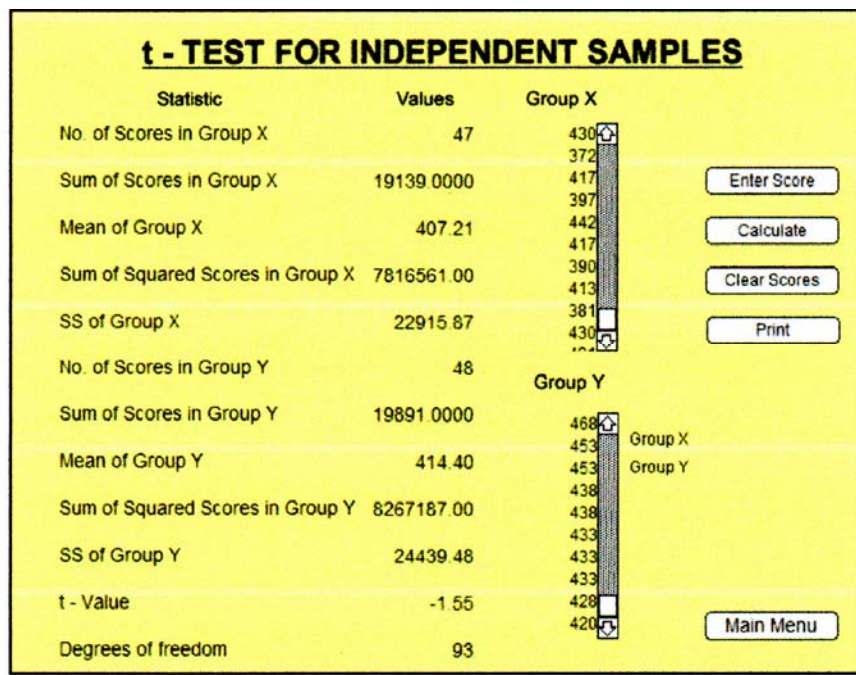 t - TEST FOR INDEPENDENT SAMPLES
Statistic Values Group X
No. of Scores in Group X 47
Sum of Scores in Group X 19139.0000
Mean of Group X 407.21
Sum of Squared Scores in Group X 7816561.00
SS of Group X 22915.87
No. of Scores in Group Y 48
Sum of Scores in Group Y 19891.0000
Mean of Group Y 414.40
Sum of Squared Scores in Group Y 8267187.00
SS of Group Y 24439.48
t - Value -1.55
Degrees of freedom 93
430
372
417
397
442
417
390
413
381
430
Group Y
468
453
453
438
438
433
433
433
428
420
Group X
Group Y
Enter Score
Calculate
Clear Scores
Print
Main Menu